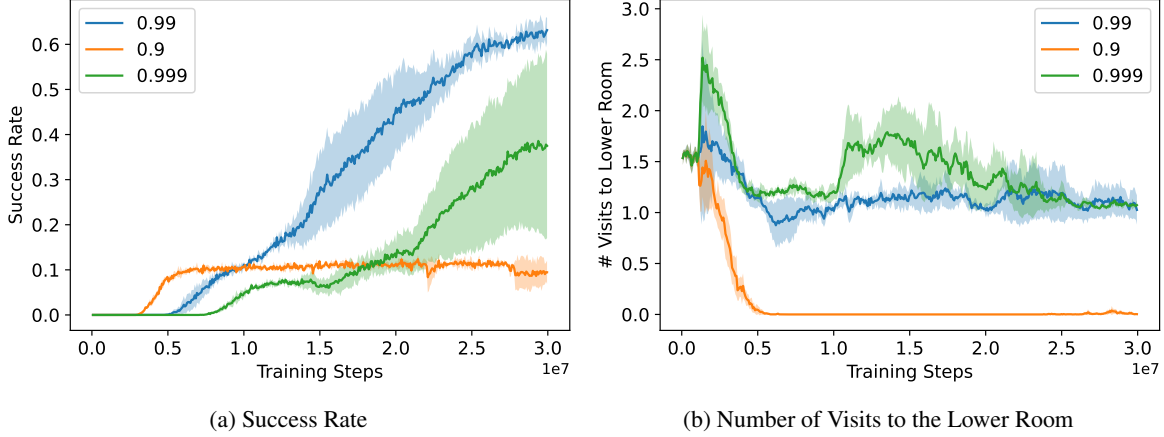 0.99
0.9
0.999
Success Rate
0.6
0.5
0.4
0.3
0.2
0.1
0.0
0.0 0.5 1.0 1.5 2.0 2.5 3.0
1e7
Training Steps
(a) Success Rate
0.99
0.9
0.999
# Visits to Lower Room
3.0
2.5
2.0
1.5
1.0
0.5
0.0
0.0 0.5 1.0 1.5 2.0 2.5 3.0
1e7
Training Steps
(b) Number of Visits to the Lower Room